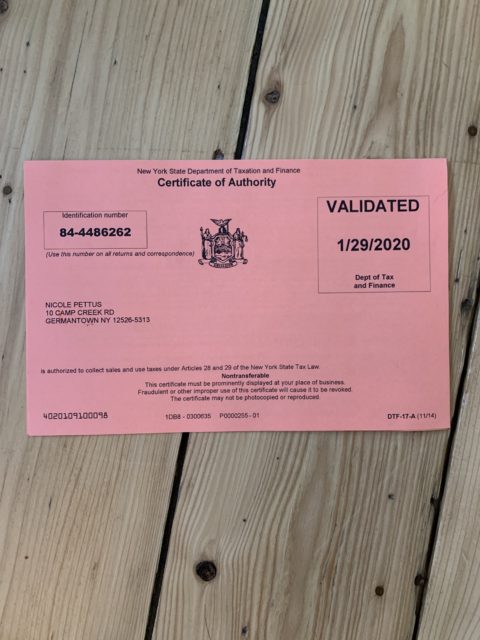 New York State Department of Taxation and Finance
Certificate of Authority
Identification number
84-4486262
(Use this number on all returns and correspondence)
VALIDATED
1/29/2020
Dept of Tax
and Finance
NICOLE PETTUS
10 CAMP CREEK RD
GERMANTOWN NY 12526-5313
is authorized to collect sales and use taxes under Articles 28 and 29 of the New York State Tax Law.
Nontransferable
This certificate must be prominently displayed at your place of business.
Fraudulent or other improper use of this certificate will cause it to be revoked.
The certificate may not be photocopied or reproduced.
4020109100098 1DB8 - 0300635 P0000255-01 DTF-17-A (11/14)